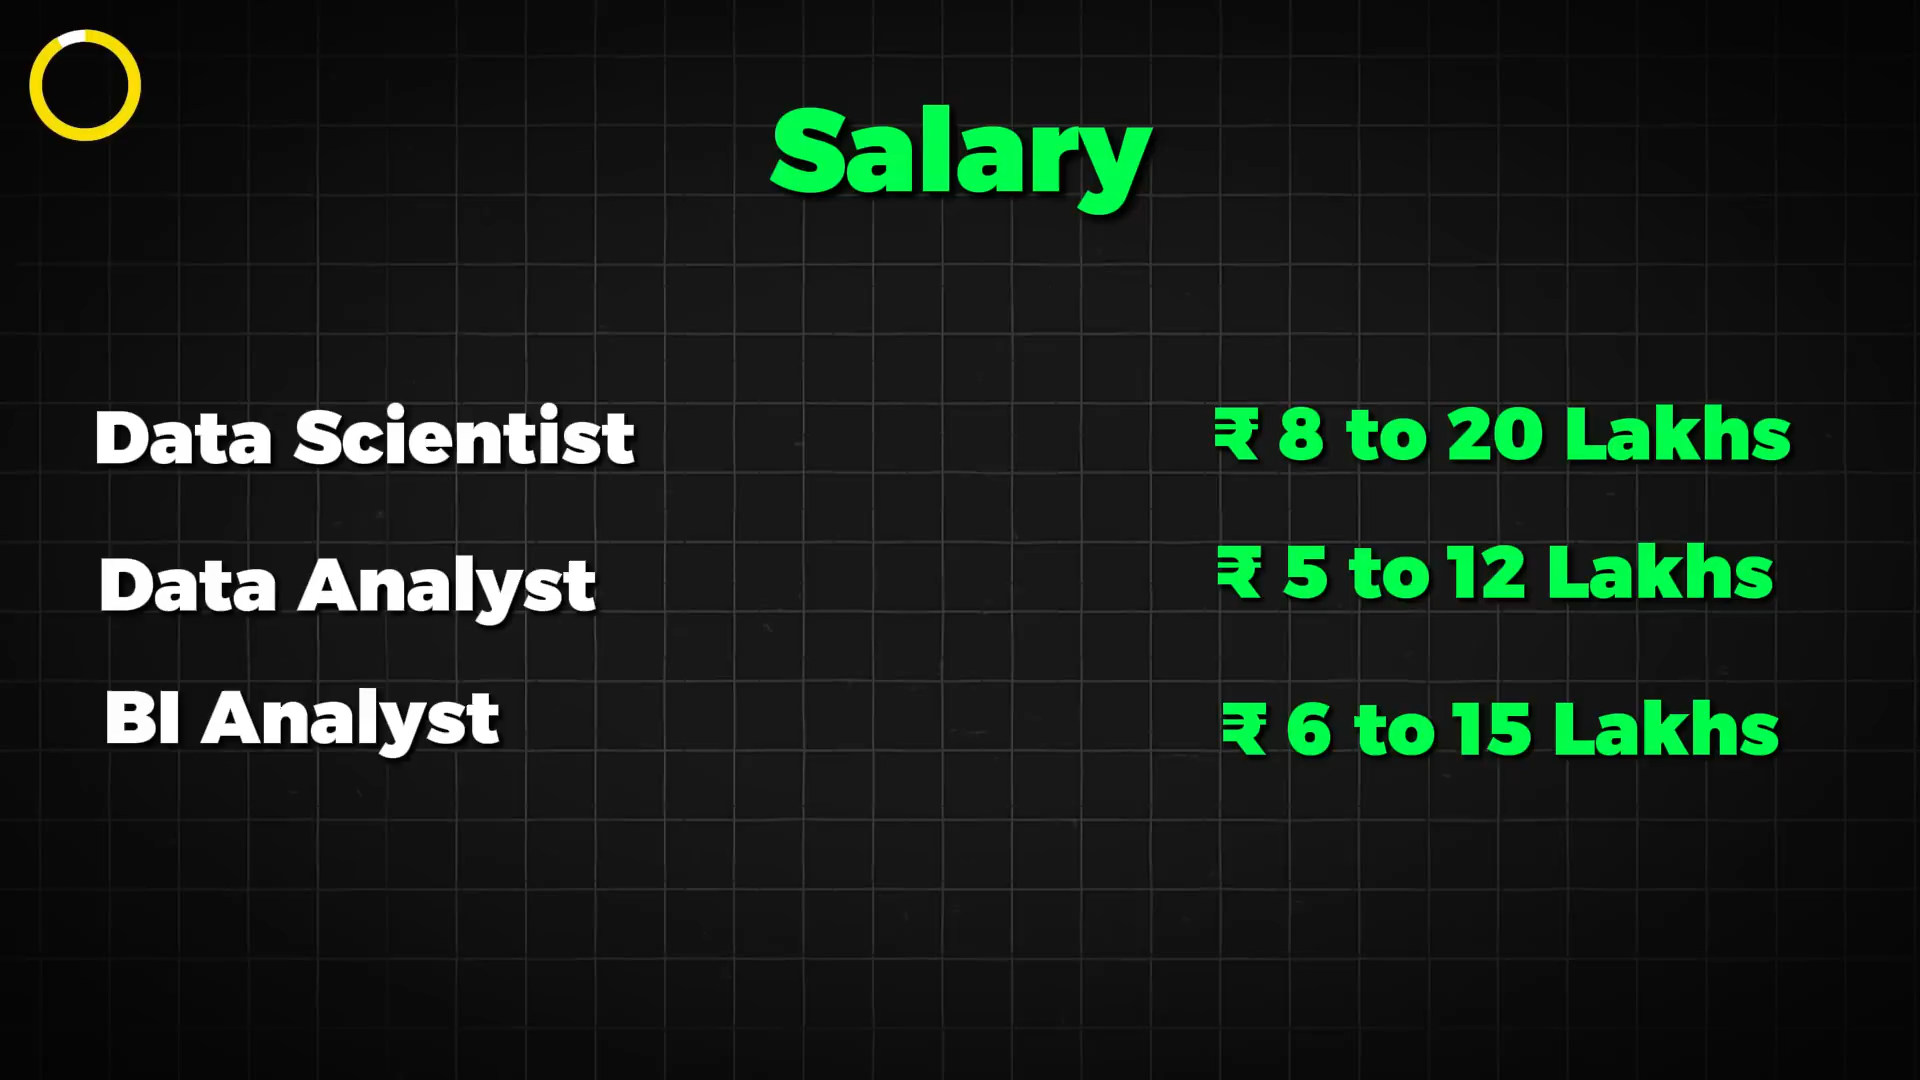 Salary
Data Scientist ₹ 8 to 20 Lakhs
Data Analyst ₹ 5 to 12 Lakhs
BI Analyst ₹ 6 to 15 Lakhs